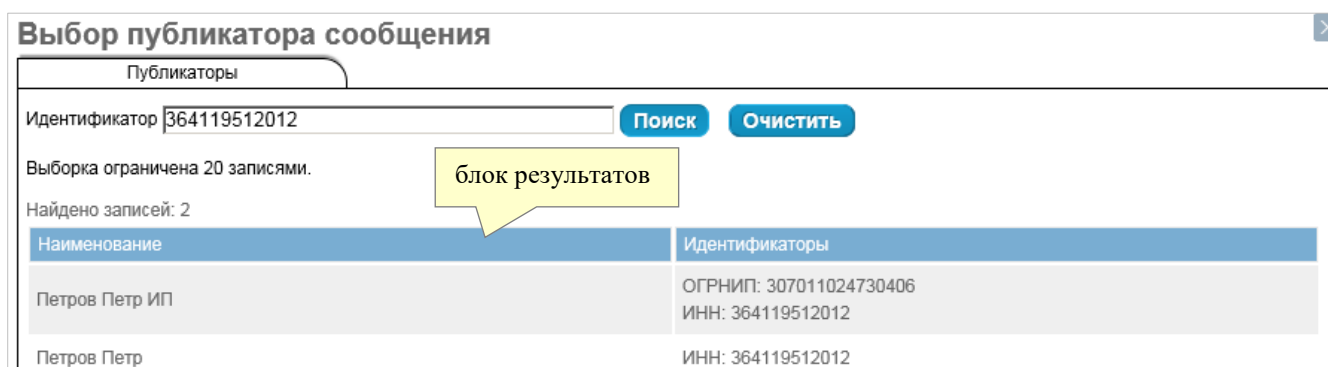 Выбор публикатора сообщения
Публикаторы
Идентификатор 364119512012 Поиск Очистить
Выборка ограничена 20 записями.
блок результатов
Найдено записей: 2
Наименование Идентификаторы
Петров Петр ИП
ОГРНИП: 307011024730406
ИНН: 364119512012
Петров Петр ИНН: 364119512012